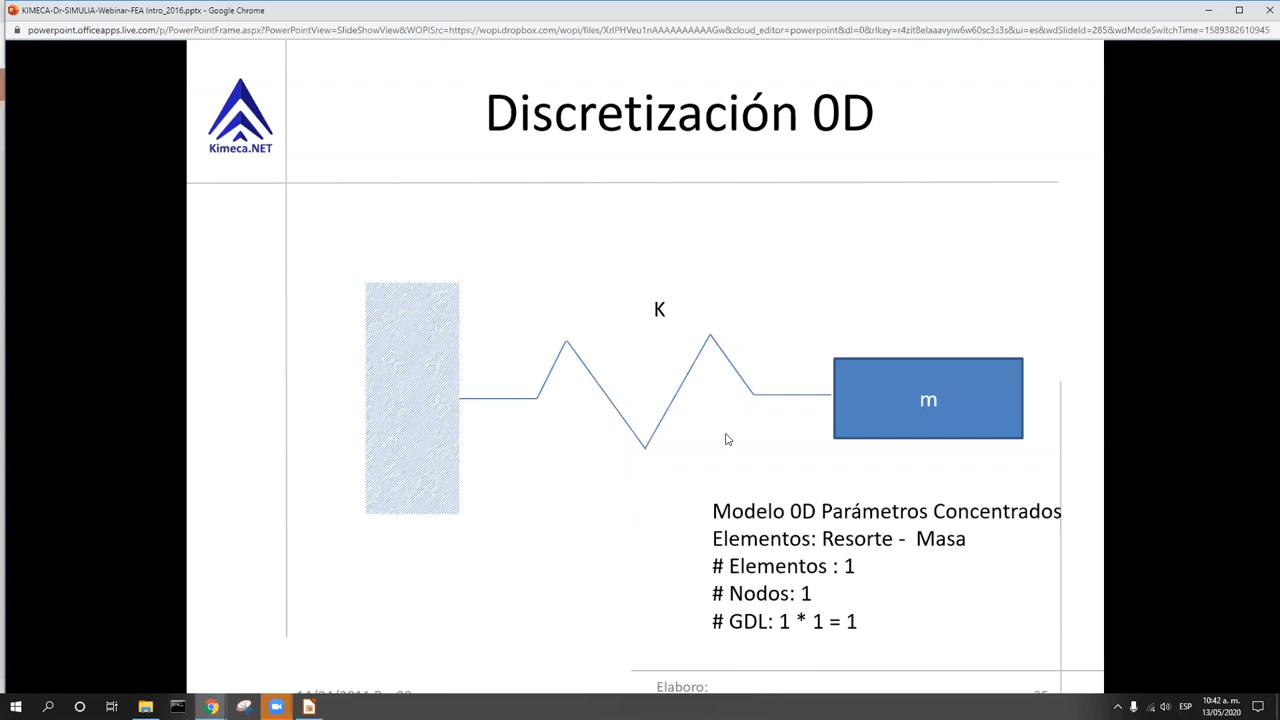 KIMECA-Dr-SIMULIA-Webinar-FEA Intro_2016.pptx - Google Chrome
Discretización 0D
Kimeca.NET
K
m
Modelo 0D Parámetros Concentrados
Elementos: Resorte - Masa
# Elementos : 1
# Nodos: 1
# GDL: 1 * 1 = 1
Elaboro:
ESP
10:42 a. m.
13/05/2020